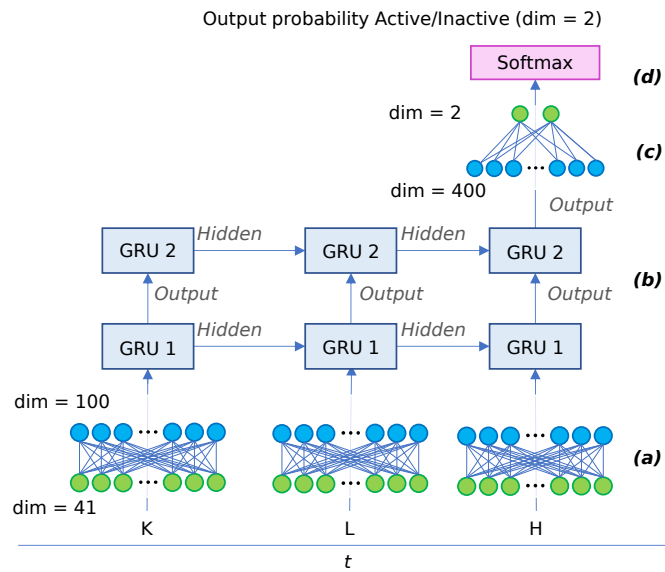 Output probability Active/Inactive (dim = 2)
Softmax
(d)
dim = 2
(c)
dim = 400
Output
Hidden
Hidden
GRU 2
GRU 2
GRU 2
(b)
Output
Output
Output
Hidden
Hidden
GRU 1
GRU 1
GRU 1
dim = 100
(a)
dim = 41
K
L
H
t